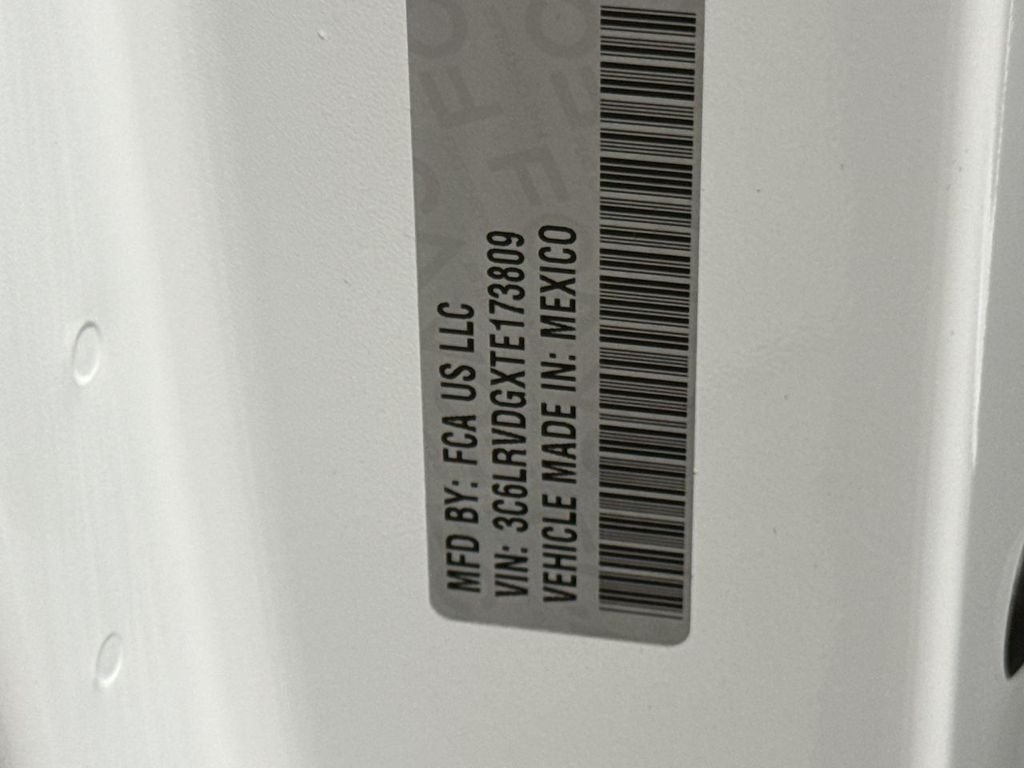 MFD BY: FCA US LLC
VIN: 3C6LRVDGXTE173809
VEHICLE MADE IN: MEXICO